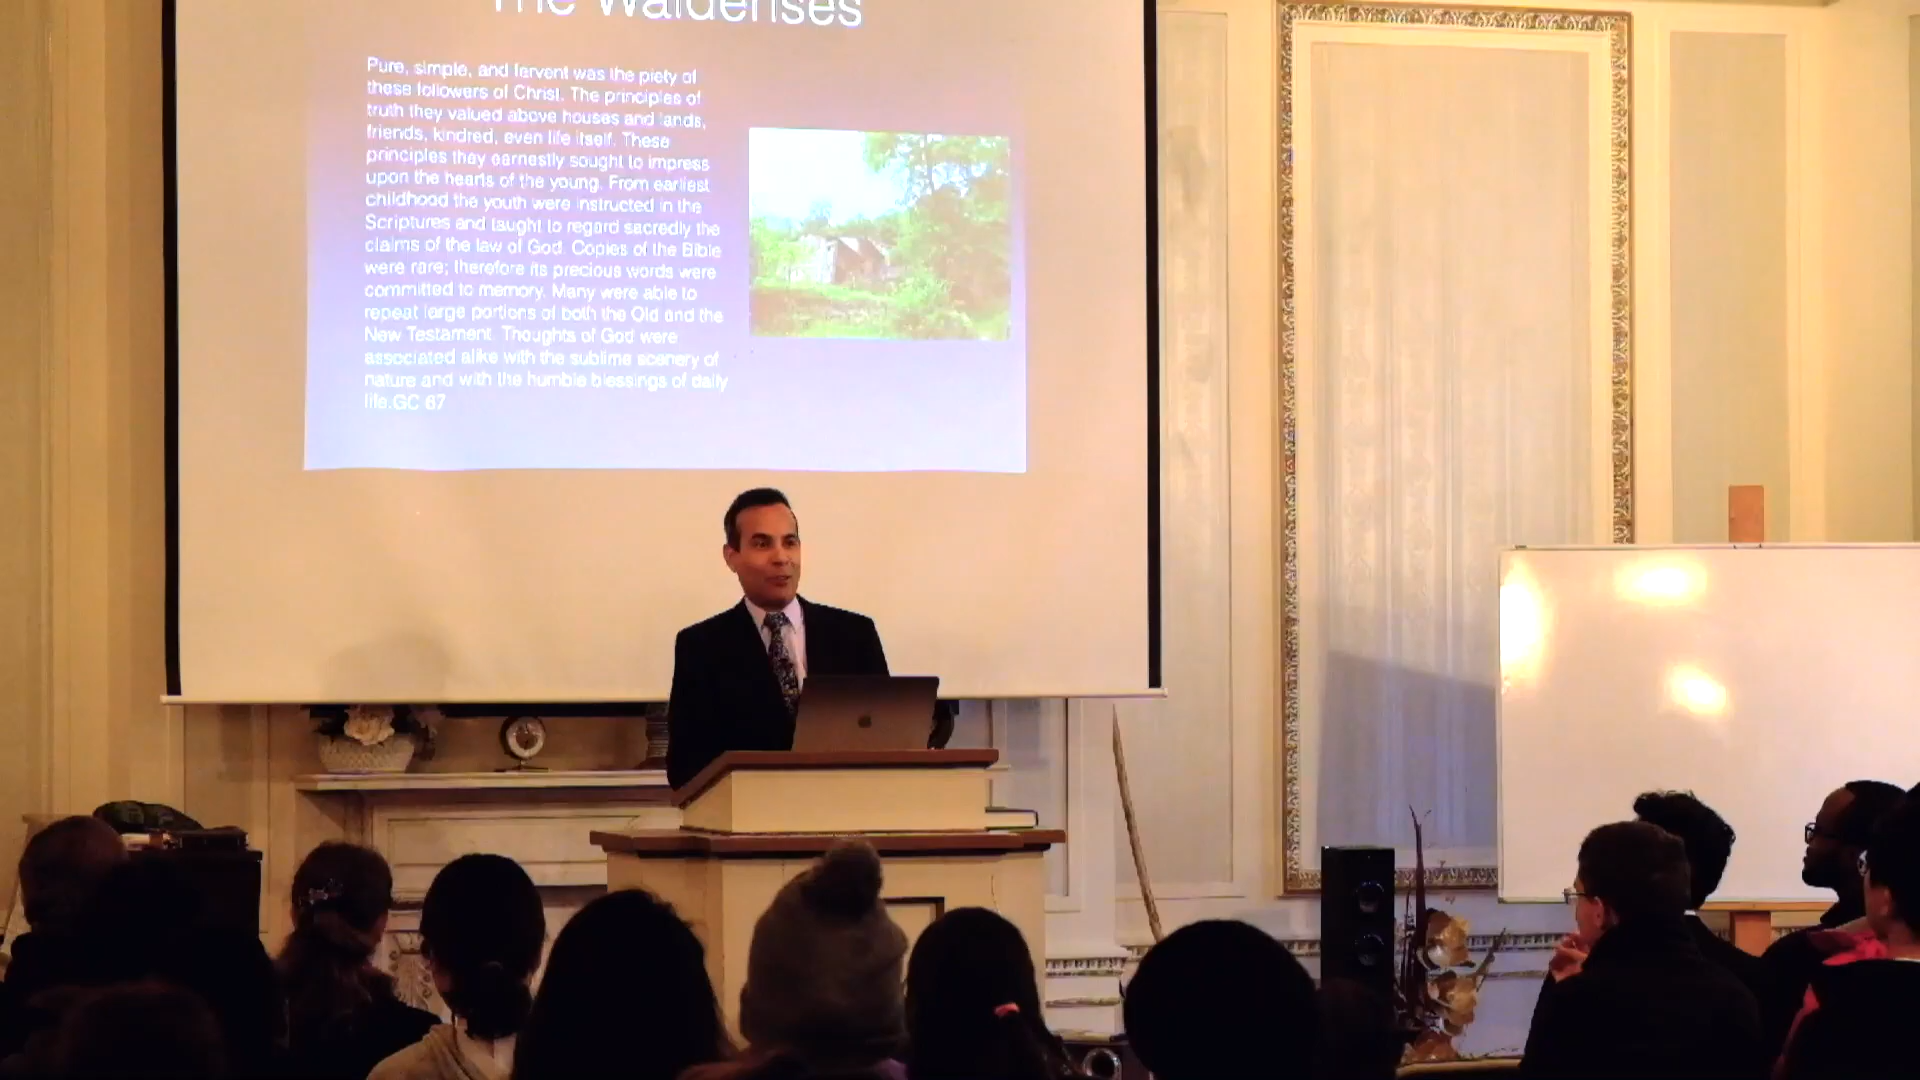 The Waldenses
Pure, simple, and fervent was the piety of
these followers of Christ. The principles of
truth they valued above houses and lands,
friends, kindred, even life itself. These
principles they earnestly sought to impress
upon the hearts of the young. From earliest
childhood the youth were instructed in the
Scriptures and taught to regard sacredly the
claims of the law of God. Copies of the Bible
were rare; therefore its precious words were
committed to memory. Many were able to
repeat large portions of both the Old and the
New Testament. Thoughts of God were
associated alike with the sublime scenery of
nature and with the humble blessings of daily
life.GC 67